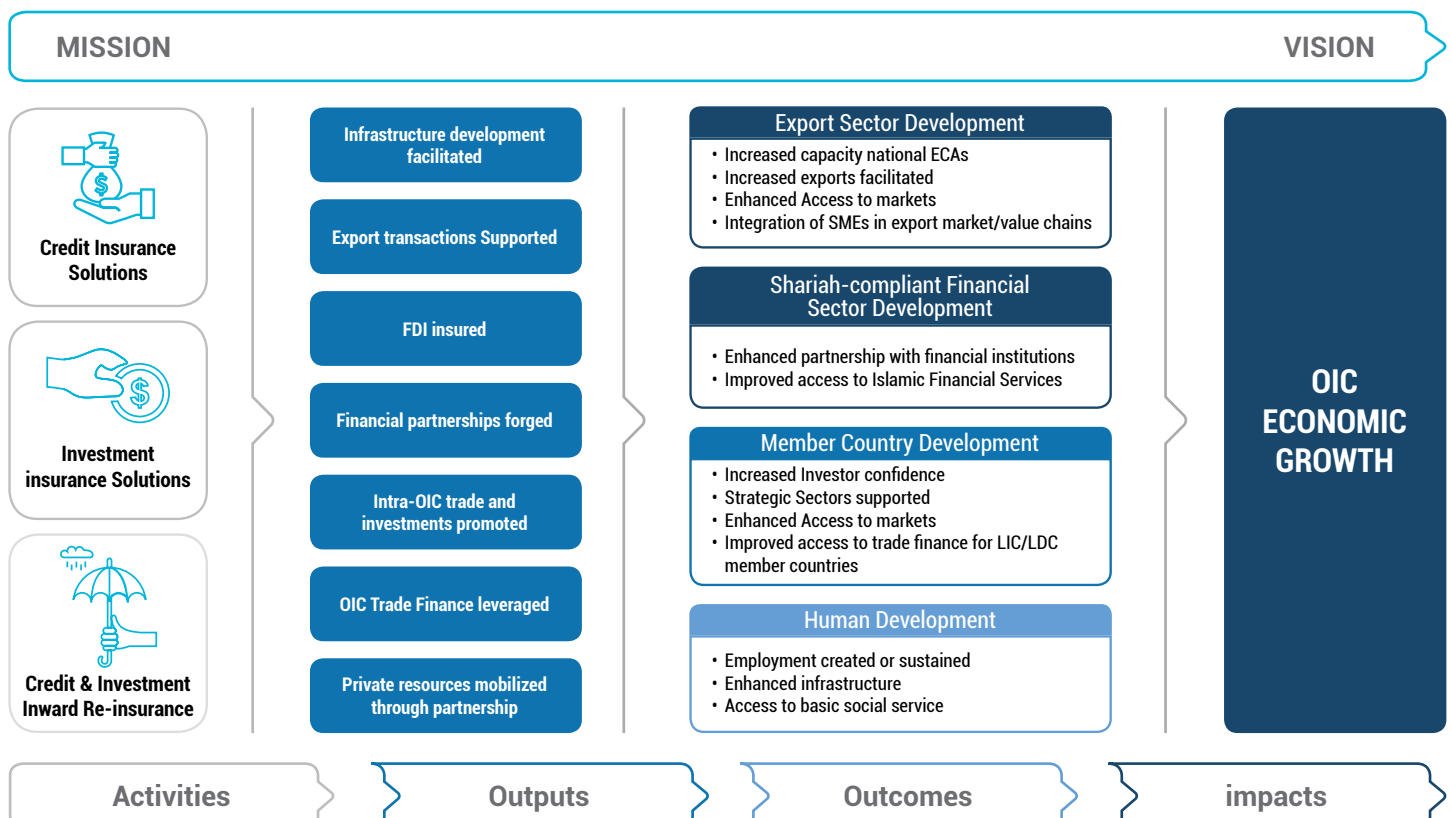 MISSION
VISION
$
Credit Insurance
Solutions
$
Investment
insurance Solutions
Credit & Investment
Inward Re-insurance
Infrastructure development
facilitated
Export transactions Supported
FDI insured
Financial partnerships forged
Intra-OIC trade and
investments promoted
OIC Trade Finance leveraged
Private resources mobilized
through partnership
Export Sector Development
• Increased capacity national ECAs
• Increased exports facilitated
• Enhanced Access to markets
• Integration of SMEs in export market/value chains
Shariah-compliant Financial
Sector Development
• Enhanced partnership with financial institutions
• Improved access to Islamic Financial Services
Member Country Development
• Increased Investor confidence
• Strategic Sectors supported
• Enhanced Access to markets
• Improved access to trade finance for LIC/LDC
member countries
Human Development
• Employment created or sustained
• Enhanced infrastructure
• Access to basic social service
OIC
ECONOMIC
GROWTH
Activities
Outputs
Outcomes
impacts